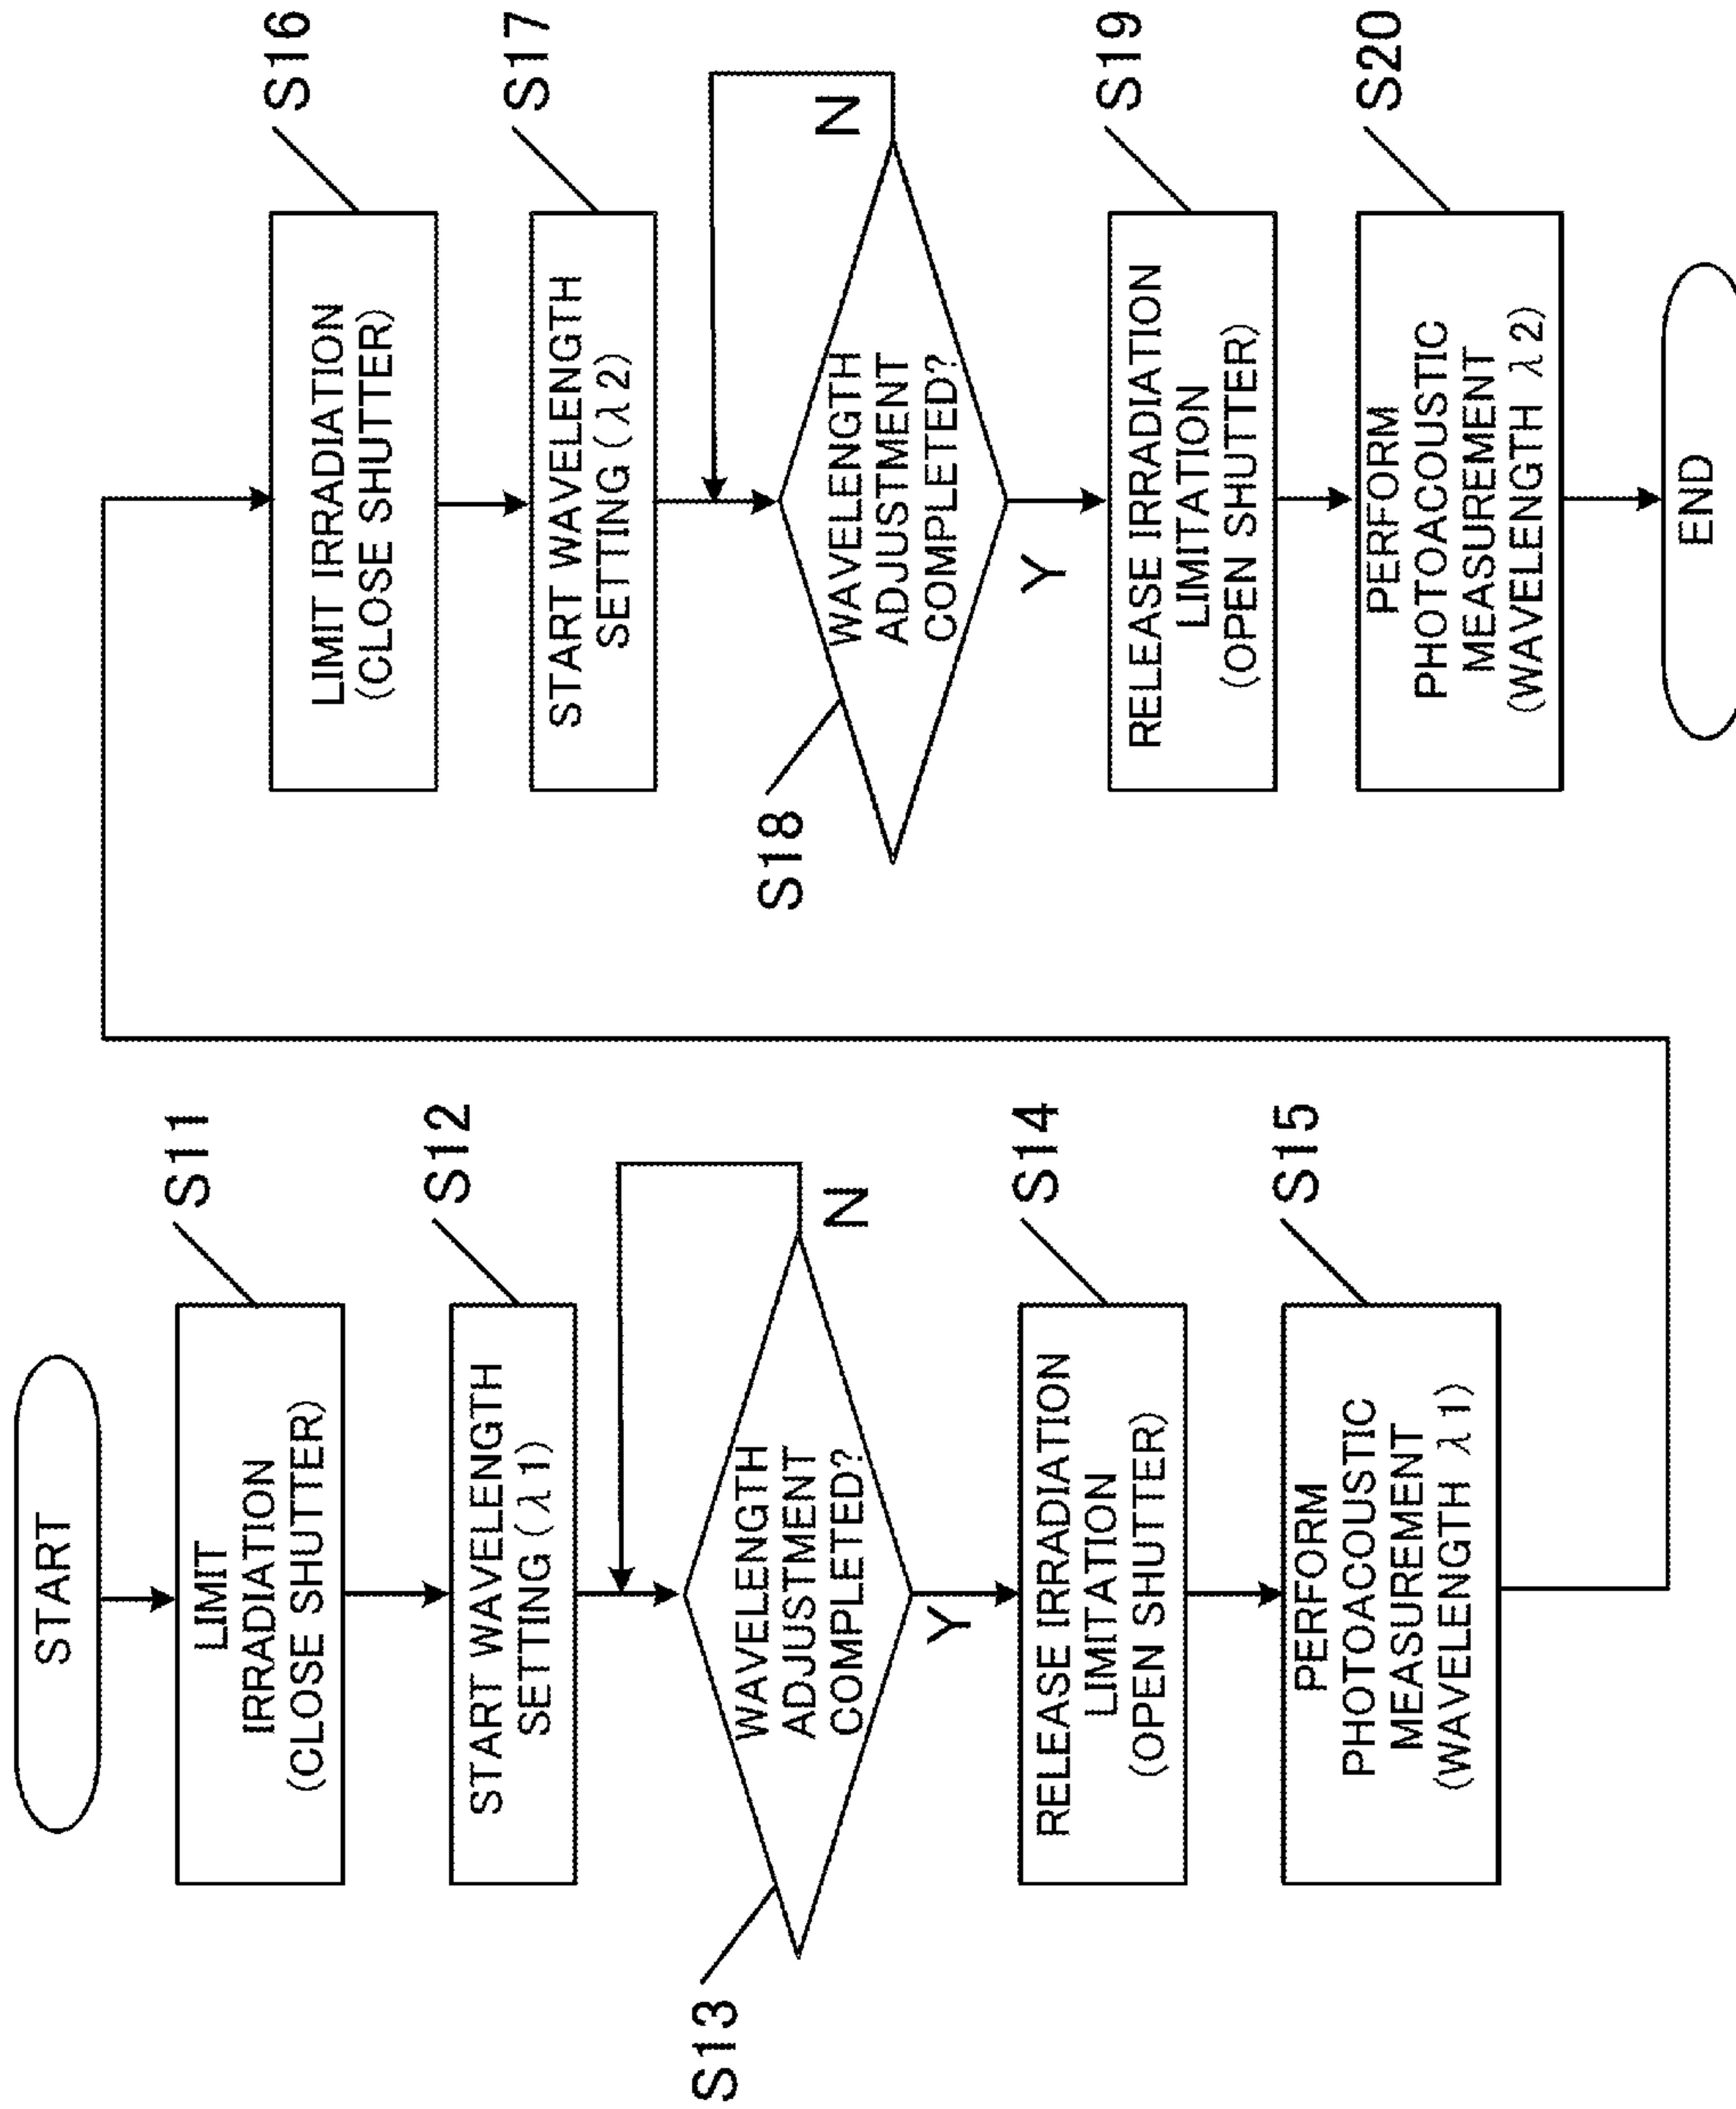 START
S11
LIMIT
IRRADIATION
(CLOSE SHUTTER)
S12
START WAVELENGTH
SETTING (λ1)
S13
WAVELENGTH
ADJUSTMENT
COMPLETED?
N
Y
S14
RELEASE IRRADIATION
LIMITATION
(OPEN SHUTTER)
S15
PERFORM
PHOTOACOUSTIC
MEASUREMENT
(WAVELENGTH λ1)
S16
LIMIT IRRADIATION
(CLOSE SHUTTER)
S17
START WAVELENGTH
SETTING (λ2)
S18
WAVELENGTH
ADJUSTMENT
COMPLETED?
N
Y
S19
RELEASE IRRADIATION
LIMITATION
(OPEN SHUTTER)
S20
PERFORM
PHOTOACOUSTIC
MEASUREMENT
(WAVELENGTH λ2)
END